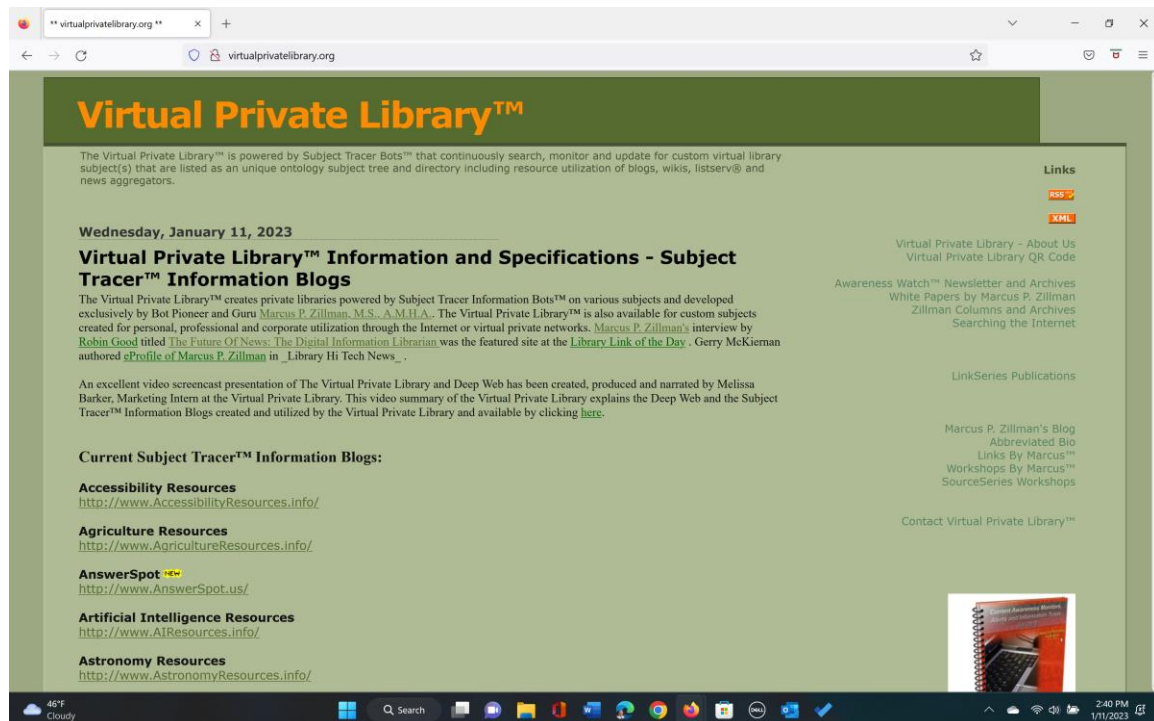 ** virtualprivatelibrary.org **
virtualprivatelibrary.org
Virtual Private Library™
The Virtual Private Library™ is powered by Subject Tracer Bots™ that continuously search, monitor and update for custom virtual library
subject(s) that are listed as an unique ontology subject tree and directory including resource utilization of blogs, wikis, listserv® and
news aggregators.
Wednesday, January 11, 2023
Virtual Private Library™ Information and Specifications - Subject
Tracer™ Information Blogs
The Virtual Private Library™ creates private libraries powered by Subject Tracer Information Bots™ on various subjects and developed
exclusively by Bot Pioneer and Guru Marcus P. Zillman, M.S., A.M.H.A.. The Virtual Private Library™ is also available for custom subjects
created for personal, professional and corporate utilization through the Internet or virtual private networks. Marcus P. Zillman's interview by
Robin Good titled The Future Of News: The Digital Information Librarian was the featured site at the Library Link of the Day . Gerry McKiernan
authored eProfile of Marcus P. Zillman in _Library Hi Tech News_ .
An excellent video screencast presentation of The Virtual Private Library and Deep Web has been created, produced and narrated by Melissa
Barker, Marketing Intern at the Virtual Private Library. This video summary of the Virtual Private Library explains the Deep Web and the Subject
Tracer™ Information Blogs created and utilized by the Virtual Private Library and available by clicking here.
Current Subject Tracer™ Information Blogs:
Accessibility Resources
http://www.AccessibilityResources.info/
Agriculture Resources
http://www.AgricultureResources.info/
AnswerSpot NEW
http://www.AnswerSpot.us/
Artificial Intelligence Resources
http://www.AIResources.info/
Astronomy Resources
http://www.AstronomyResources.info/
Links
RSS
XML
Virtual Private Library - About Us
Virtual Private Library QR Code
Awareness Watch™ Newsletter and Archives
White Papers by Marcus P. Zillman
Zillman Columns and Archives
Searching the Internet
LinkSeries Publications
Marcus P. Zillman's Blog
Abbreviated Bio
Links By Marcus™
Workshops By Marcus™
SourceSeries Workshops
Contact Virtual Private Library™
Current Awareness Monitors,
46°F
Cloudy
Search
DELL
2:40 PM
1/11/2023